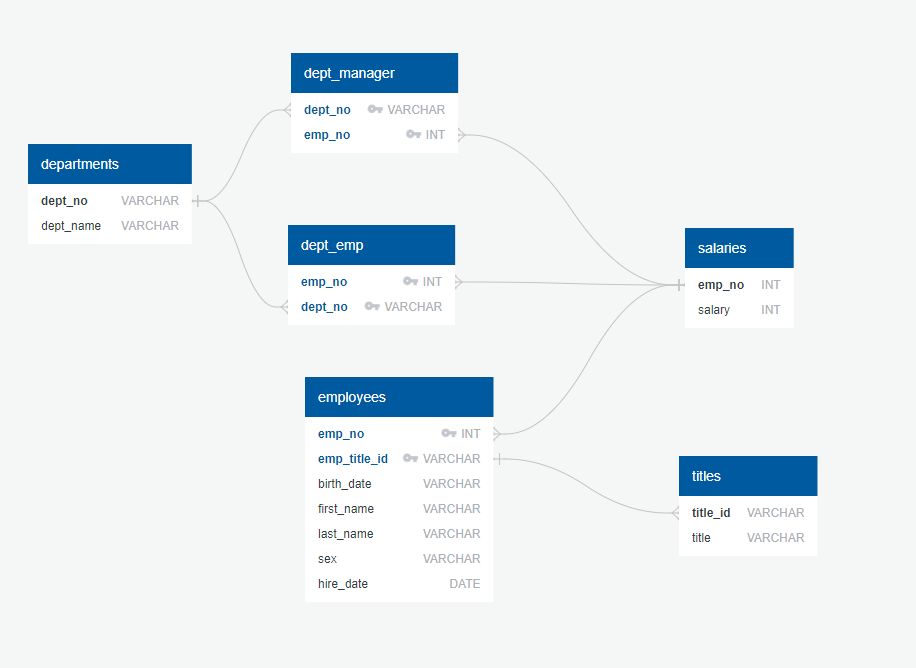 dept_manager
dept_no VARCHAR
emp_no INT
departments
dept_no VARCHAR
dept_name VARCHAR
dept_emp
emp_no INT
dept_no VARCHAR
salaries
emp_no INT
salary INT
employees
emp_no INT
emp_title_id VARCHAR
birth_date VARCHAR
first_name VARCHAR
last_name VARCHAR
sex VARCHAR
hire_date DATE
titles
title_id VARCHAR
title VARCHAR